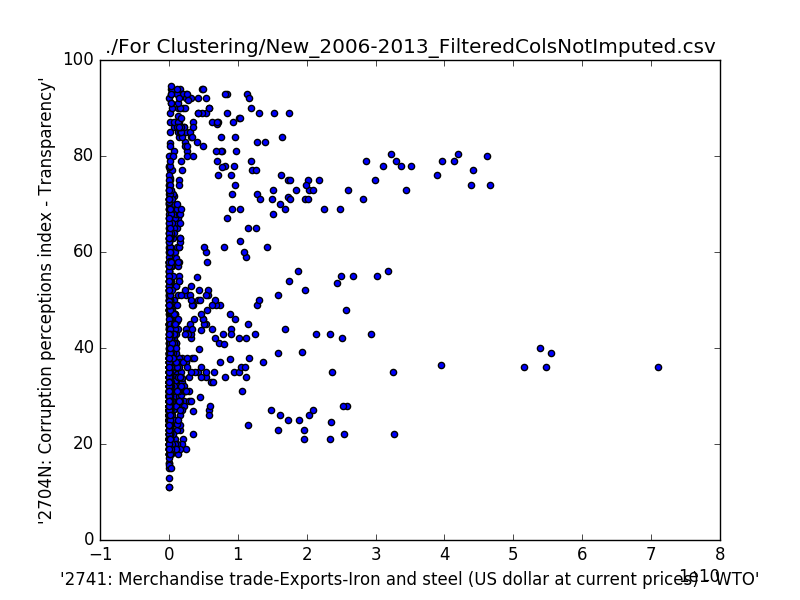 ./For Clustering/New_2006-2013_FilteredColsNotImputed.csv
'2704N: Corruption perceptions index - Transparency'
100
80
60
40
20
0
−1 0 1 2 3 4 5 6 7 8
1e10
'2741: Merchandise trade-Exports-Iron and steel (US dollar at current prices) - WTO'